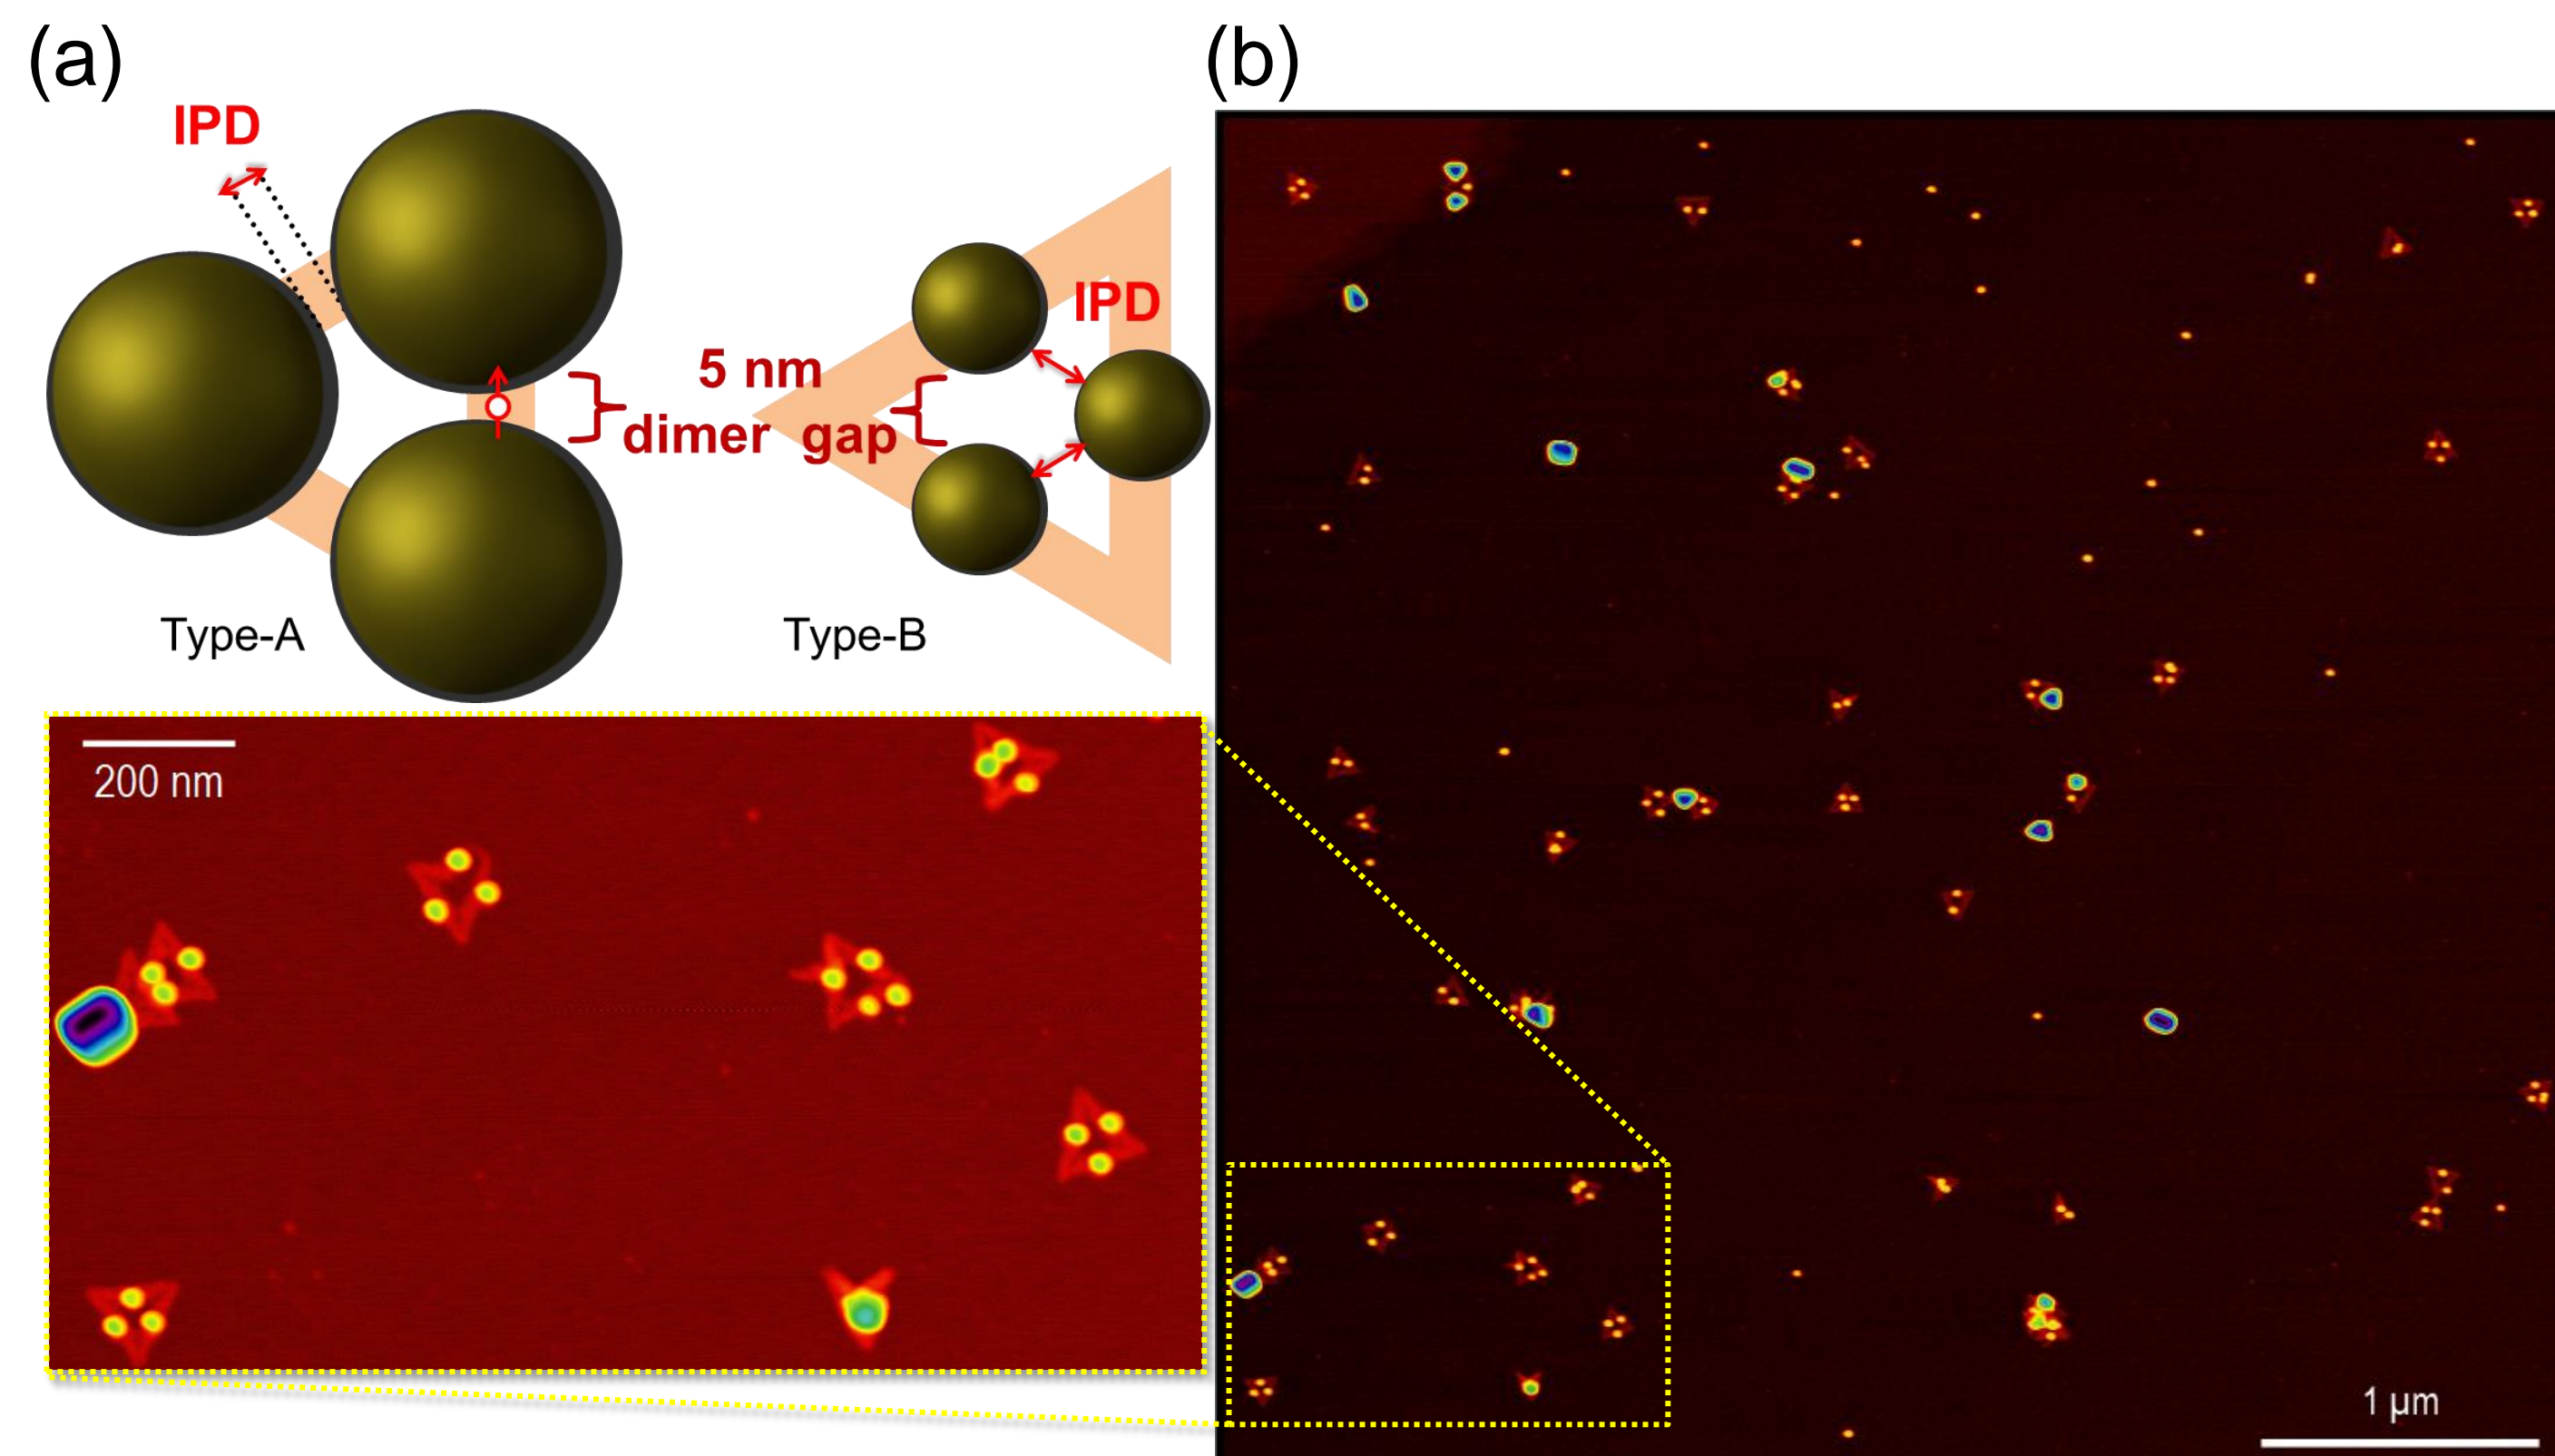 (a)
IPD
IPD
5 nm
dimer gap
Type-A
Type-B
200 nm
(b)
1 µm